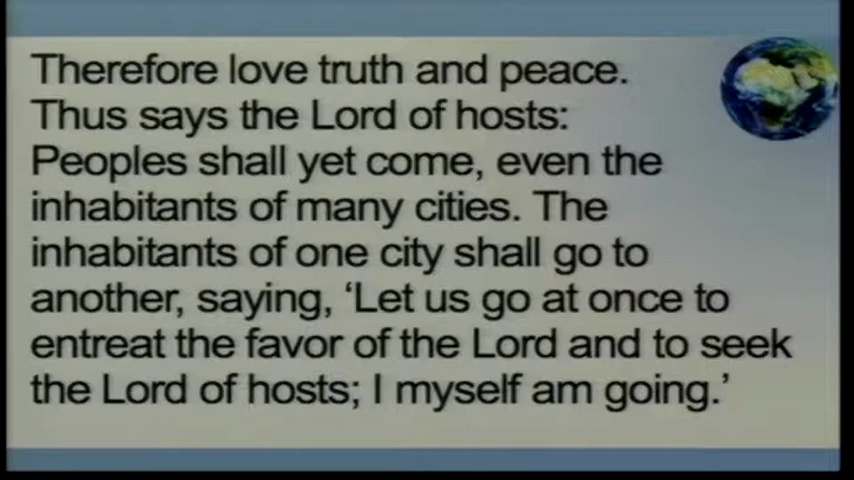 Therefore love truth and peace.
Thus says the Lord of hosts:
Peoples shall yet come, even the
inhabitants of many cities. The
inhabitants of one city shall go to
another, saying, ‘Let us go at once to
entreat the favor of the Lord and to seek
the Lord of hosts; I myself am going.’